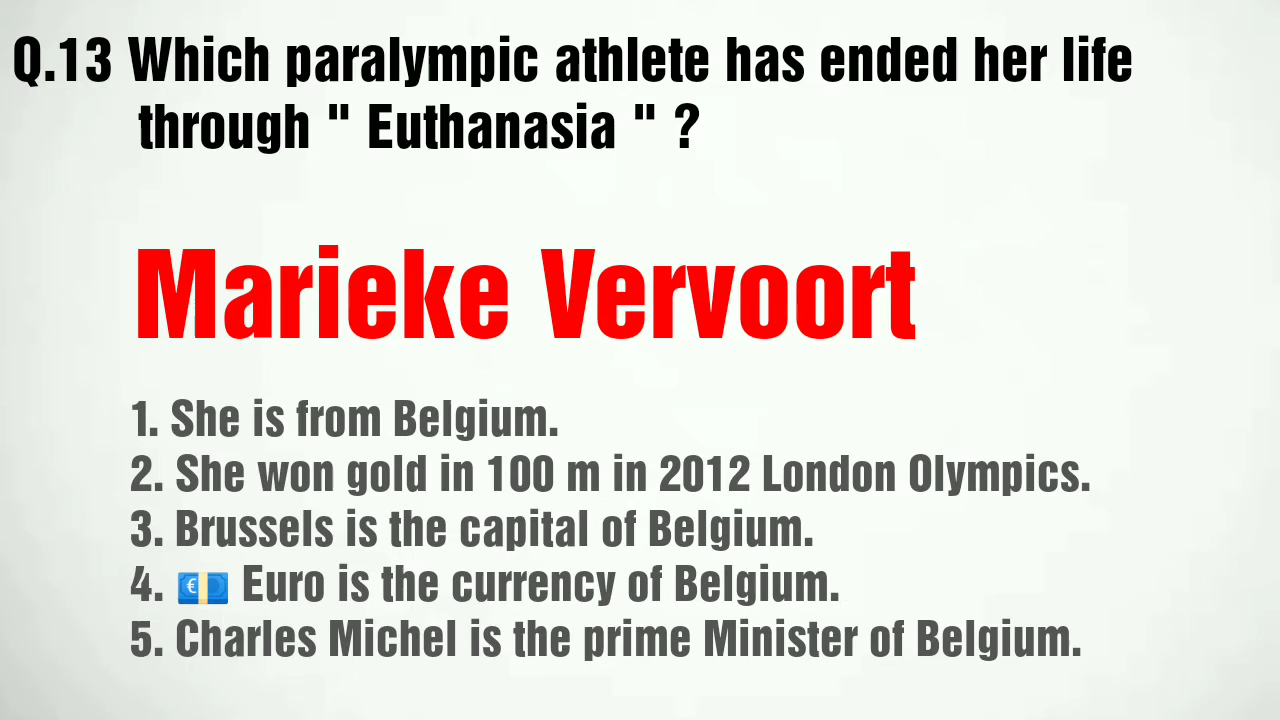 Q.13 Which paralympic athlete has ended her life
through " Euthanasia " ?
Marieke Vervoort
1. She is from Belgium.
2. She won gold in 100 m in 2012 London Olympics.
3. Brussels is the capital of Belgium.
4. 💶 Euro is the currency of Belgium.
5. Charles Michel is the prime Minister of Belgium.